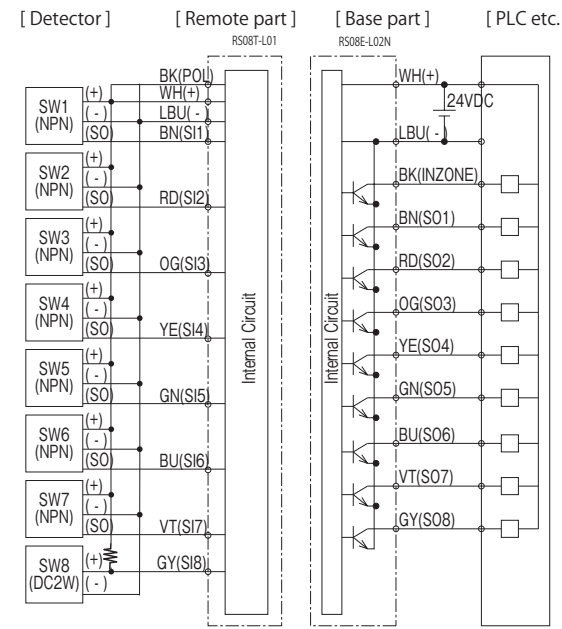 [ Detector ] [ Remote part ] [ Base part ] [ PLC etc. ]
RS08T-L01 RS08E-L02N
BK(POL) WH(+)
(+) WH(+)
SW1 (NPN) ( - ) LBU( - ) 24VDC
(SO) BN(SI1) LBU( - )
(+)
SW2 (NPN) ( - ) BK(INZONE)
(SO) RD(SI2)
BN(SO1)
(+)
SW3 (NPN) ( - ) RD(SO2)
(SO) OG(SI3)
(+) OG(SO3)
SW4 (NPN) ( - )
(SO) YE(SI4)
Internal Circuit Internal Circuit
YE(SO4)
(+)
SW5 (NPN) ( - )
(SO) GN(SI5) GN(SO5)
(+)
SW6 (NPN) ( - ) BU(SO6)
(SO) BU(SI6)
(+) VT(SO7)
SW7 (NPN) ( - )
(SO) VT(SI7) GY(SO8)
SW8 (DC2W) (+) GY(SI8)
( - )